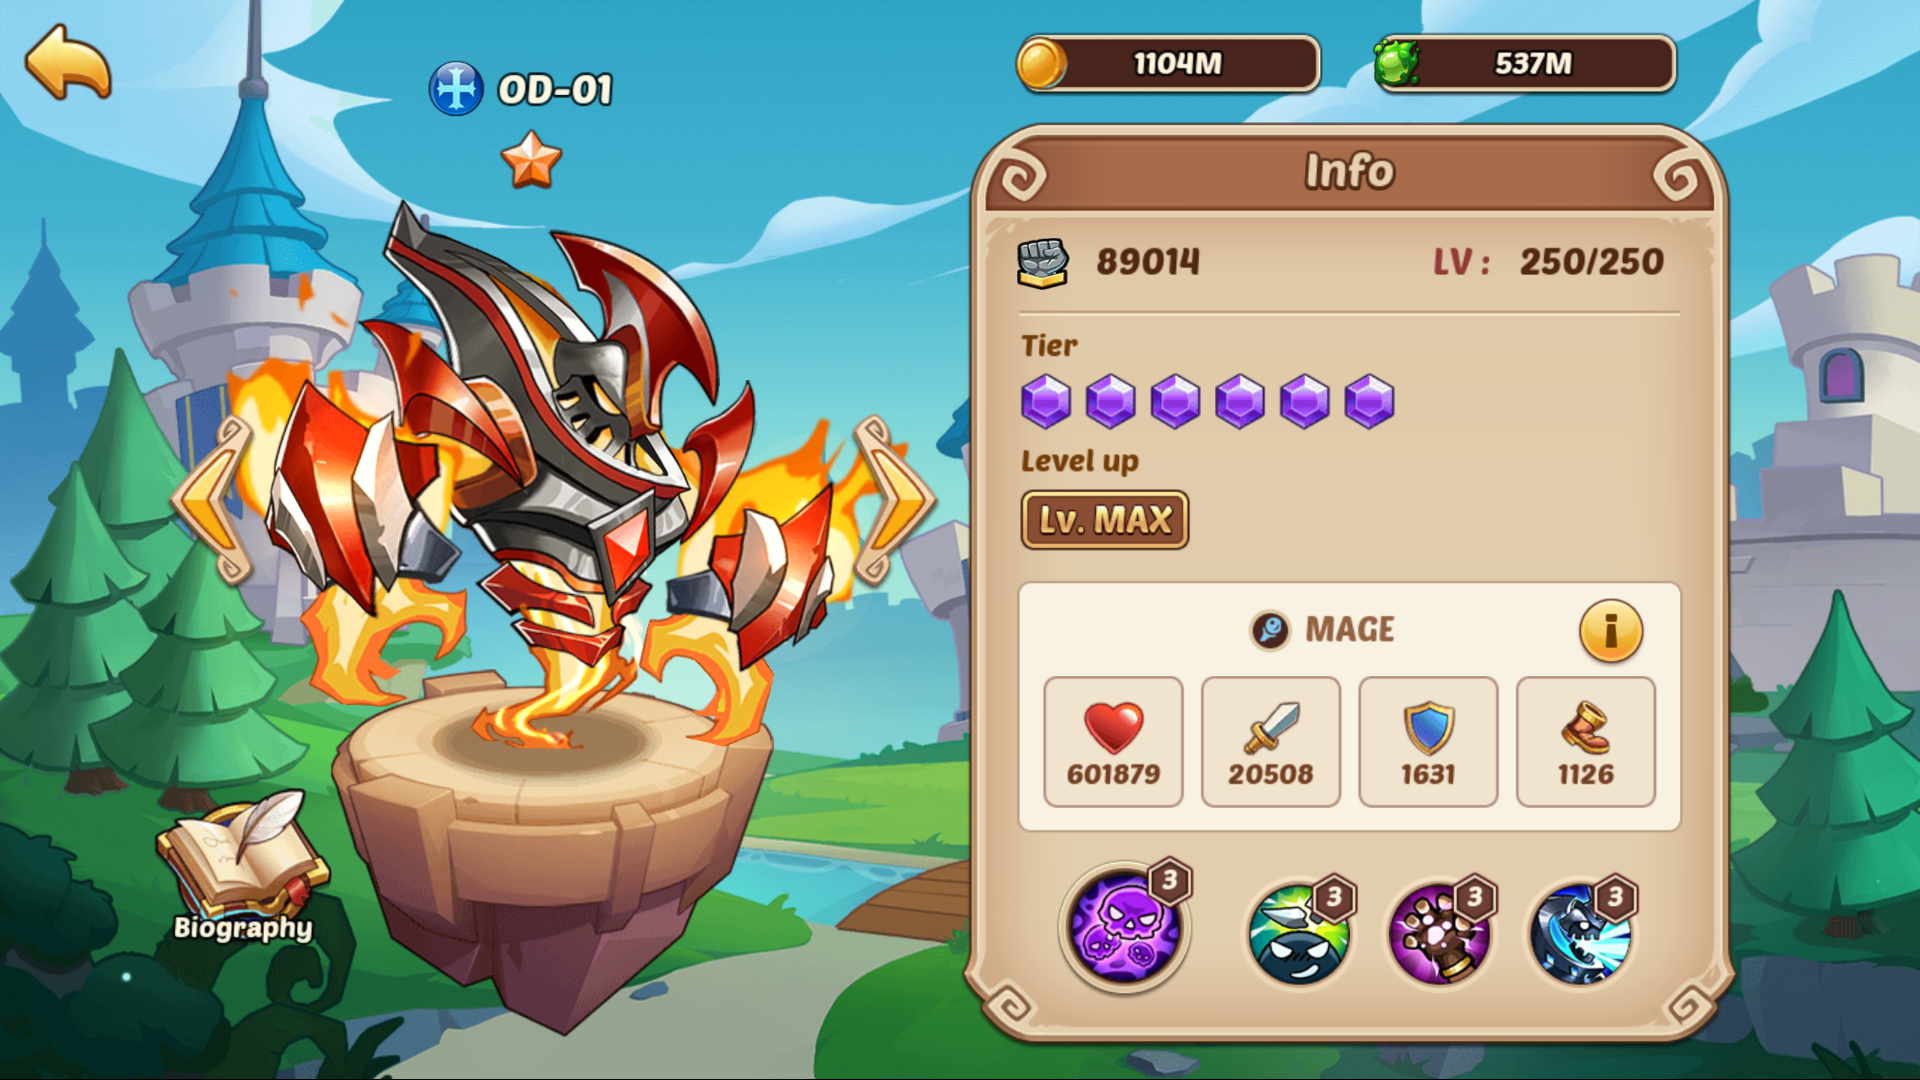 OD-01
1104M
537M
Info
89014
LV : 250/250
Tier
Level up
Lv. MAX
MAGE
601879
20508
1631
1126
3
3
3
3
Biography